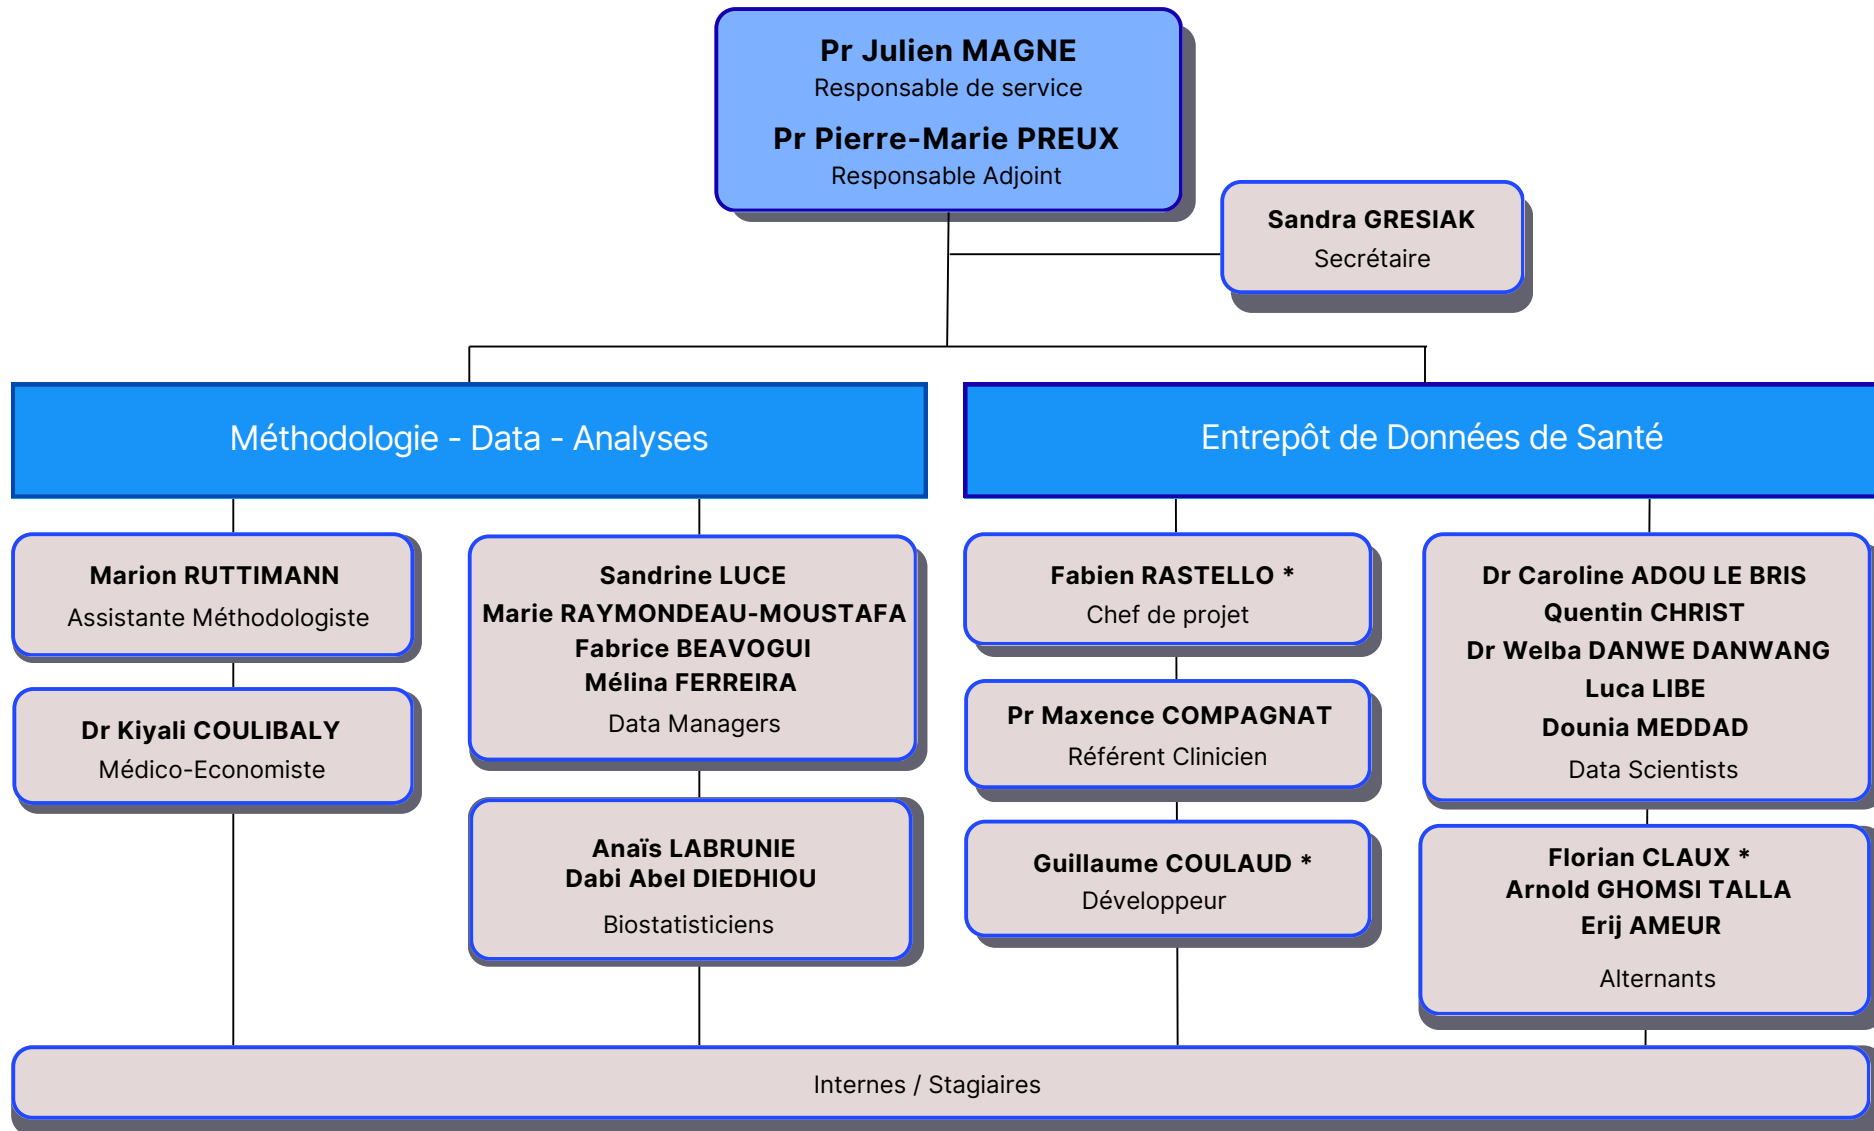 Pr Julien MAGNE
Responsable de service
Pr Pierre-Marie PREUX
Responsable Adjoint
Sandra GRESIAK
Secrétaire
Méthodologie - Data - Analyses
Entrepôt de Données de Santé
Marion RUTTIMANN
Assistante Méthodologiste
Dr Kiyali COULIBALY
Médico-Economiste
Sandrine LUCE
Marie RAYMONDEAU-MOUSTAFA
Fabrice BEAVOGUI
Mélina FERREIRA
Data Managers
Anaïs LABRUNIE
Dabi Abel DIEDHIOU
Biostatisticiens
Fabien RASTELLO *
Chef de projet
Pr Maxence COMPAGNAT
Référent Clinicien
Guillaume COULAUD *
Développeur
Dr Caroline ADOU LE BRIS
Quentin CHRIST
Dr Welba DANWE DANWANG
Luca LIBE
Dounia MEDDAD
Data Scientists
Florian CLAUX *
Arnold GHOMSI TALLA
Erij AMEUR
Alternants
Internes / Stagiaires